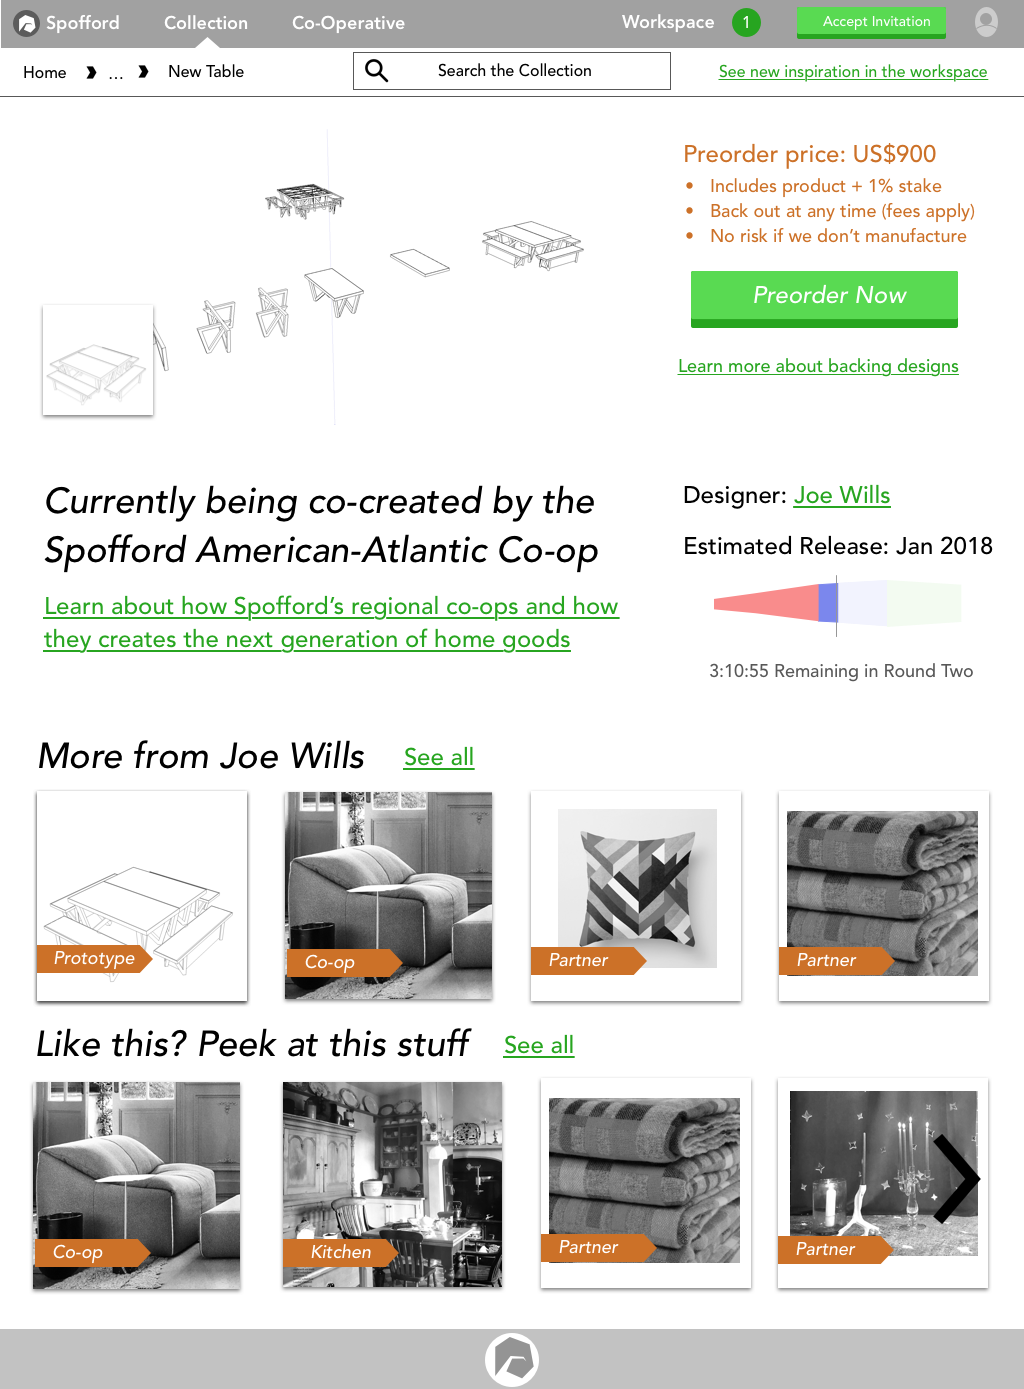 Spofford
Collection
Co-Operative
Workspace
1
Accept Invitation
Home
...
New Table
Search the Collection
See new inspiration in the workspace
Preorder price: US$900
• Includes product + 1% stake
• Back out at any time (fees apply)
• No risk if we don’t manufacture
Preorder Now
Learn more about backing designs
Currently being co-created by the
Spofford American-Atlantic Co-op
Learn about how Spofford’s regional co-ops and how
they creates the next generation of home goods
Designer: Joe Wills
Estimated Release: Jan 2018
3:10:55 Remaining in Round Two
More from Joe Wills
See all
Prototype
Co-op
Partner
Partner
Like this? Peek at this stuff
See all
Co-op
Kitchen
Partner
Partner